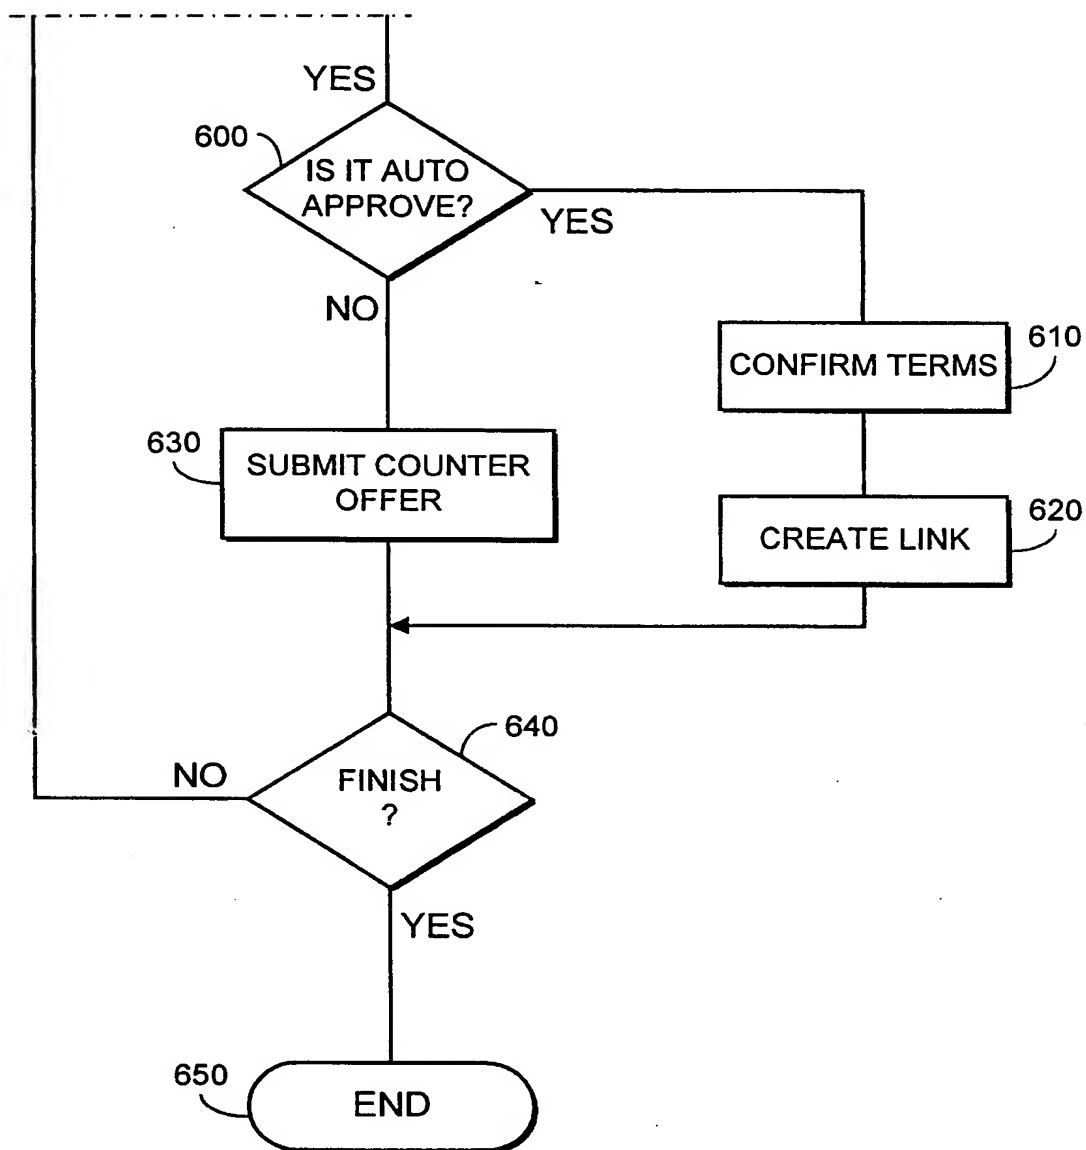 YES
600
IS IT AUTO
APPROVE?
YES
NO
610
CONFIRM TERMS
630
SUBMIT COUNTER
OFFER
620
CREATE LINK
640
NO
FINISH
?
YES
650
END